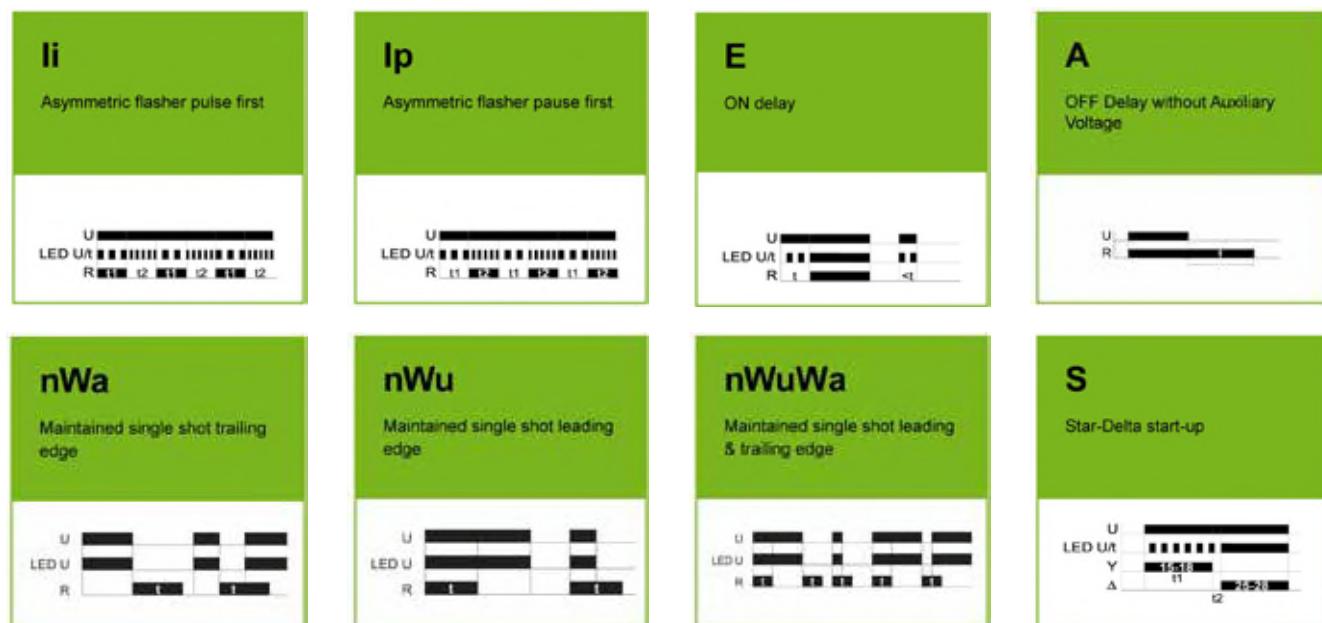 Ii
Asymmetric flasher pulse first
U
LED U/t
R t1 t2 t1 t2 t1 t2
Ip
Asymmetric flasher pause first
U
LED U/t
R t1 t2 t1 t2 t1 t2
E
ON delay
U
LED U/t
R t <t
A
OFF Delay without Auxiliary
Voltage
U
R t
nWa
Maintained single shot trailing
edge
U
LED U
R t t
nWu
Maintained single shot leading
edge
U
LED U
R t t
nWuWa
Maintained single shot leading
& trailing edge
U
LED U
R t t t t t
S
Star-Delta start-up
U
LED U/t
Y 15-18
t1
Δ 25-28
t2